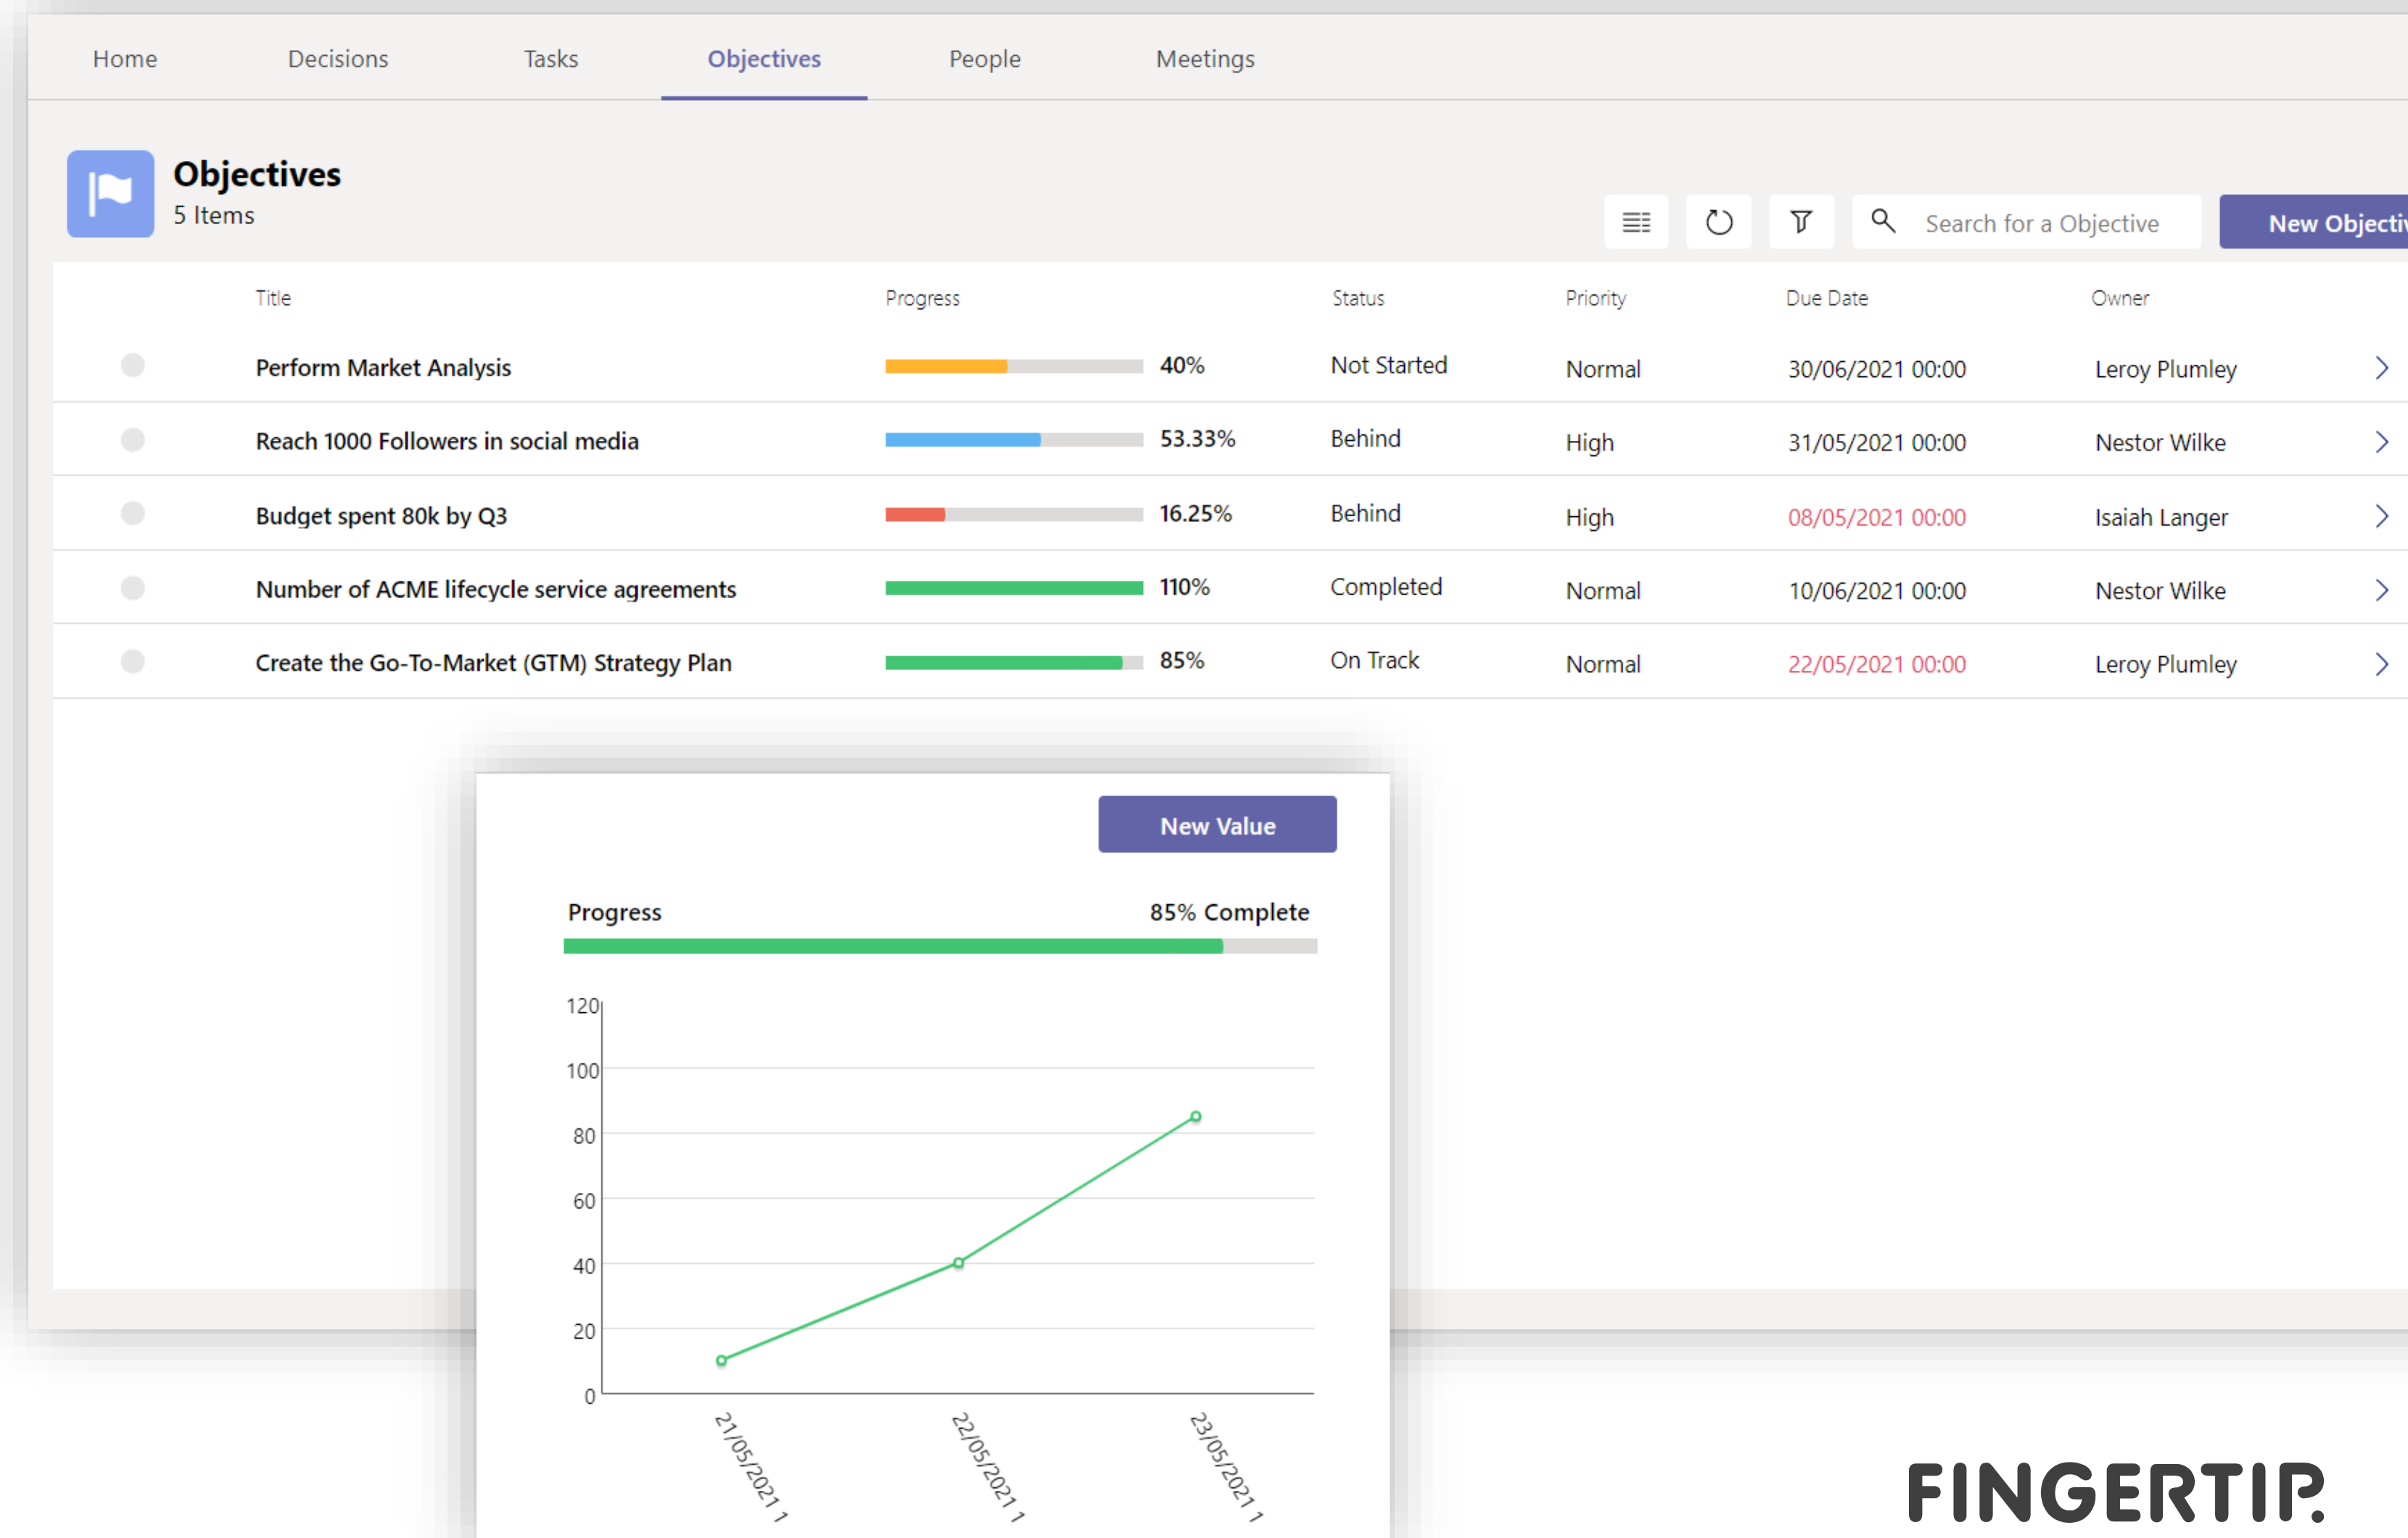 Home Decisions Tasks Objectives People Meetings
Objectives
5 Items
Search for a Objective
New Objectiv
Title Progress Status Priority Due Date Owner
Perform Market Analysis 40% Not Started Normal 30/06/2021 00:00 Leroy Plumley
Reach 1000 Followers in social media 53.33% Behind High 31/05/2021 00:00 Nestor Wilke
Budget spent 80k by Q3 16.25% Behind High 08/05/2021 00:00 Isaiah Langer
Number of ACME lifecycle service agreements 110% Completed Normal 10/06/2021 00:00 Nestor Wilke
Create the Go-To-Market (GTM) Strategy Plan 85% On Track Normal 22/05/2021 00:00 Leroy Plumley
New Value
Progress 85% Complete
120
100
80
60
40
20
0
21/05/2021 1 22/05/2021 1 23/05/2021 1
FINGERTIP.